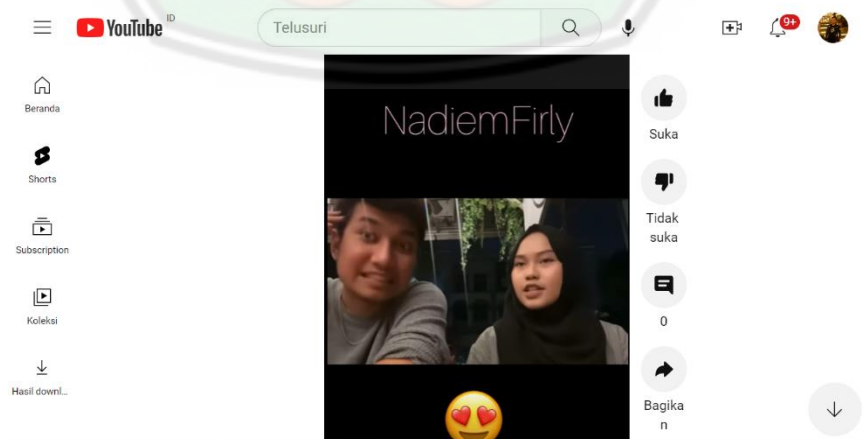 YouTube ID
Telusuri
9+
Beranda
Shorts
Subscription
Koleksi
Hasil downl...
NadiemFirly
Suka
Tidak
suka
0
Bagika
n